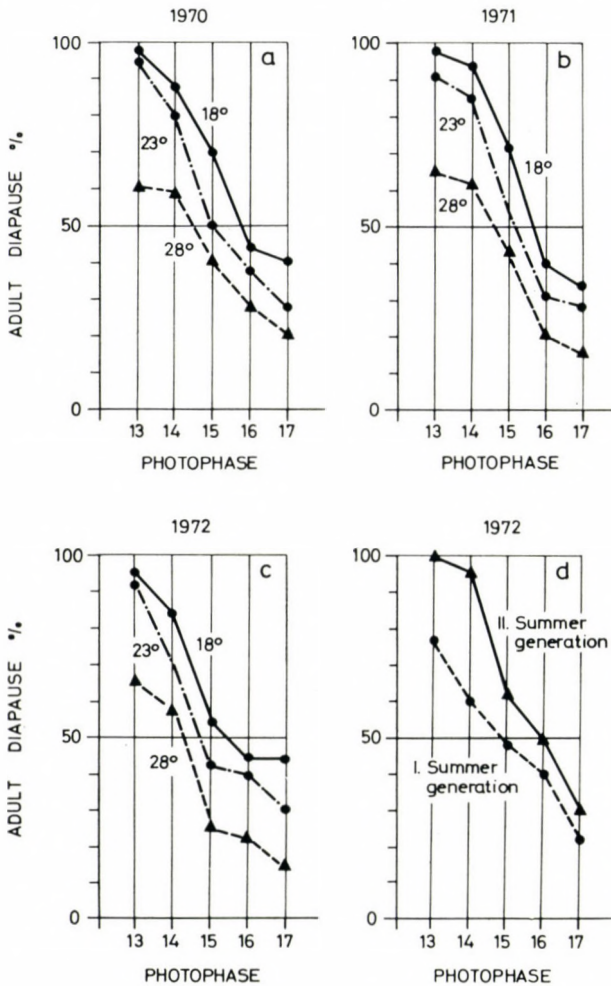 1970
100
50
0
ADULT DIAPAUSE %
a
18°
23°
28°
13 14 15 16 17
PHOTOPHASE
1971
100
50
0
b
23°
18°
28°
13 14 15 16 17
PHOTOPHASE
1972
100
50
0
ADULT DIAPAUSE %
c
23°
18°
28°
13 14 15 16 17
PHOTOPHASE
1972
100
50
0
d
II. Summer
generation
I. Summer
generation
13 14 15 16 17
PHOTOPHASE